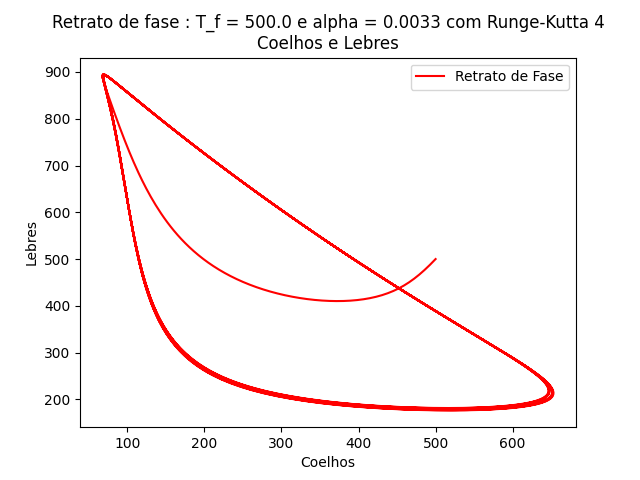 Retrato de fase : T_f = 500.0 e alpha = 0.0033 com Runge-Kutta 4
Coelhos e Lebres
Retrato de Fase
900
800
700
600
500
400
300
200
Lebres
100
200
300
400
500
600
Coelhos